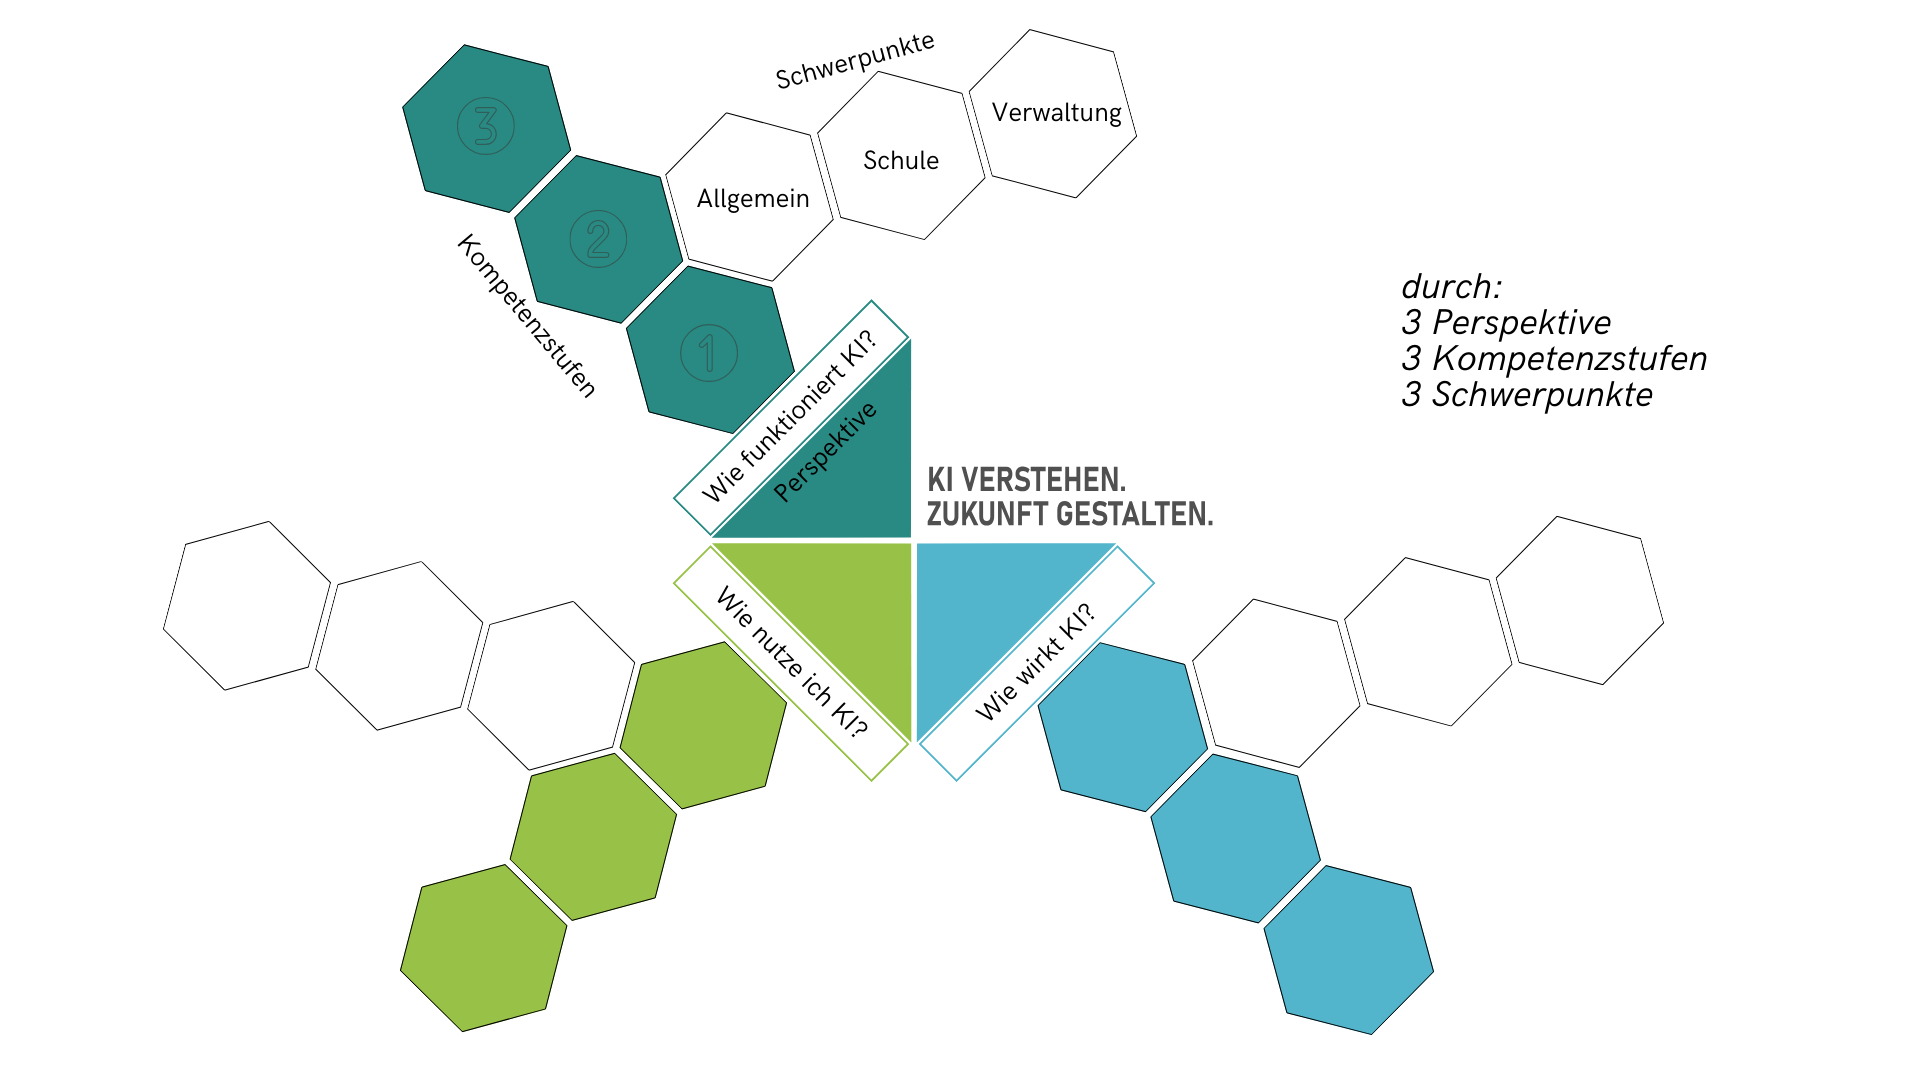 Schwerpunkte
Verwaltung
Schule
Allgemein
3
2
1
Kompetenzstufen
Wie funktioniert KI?
Perspektive
durch:
3 Perspektive
3 Kompetenzstufen
3 Schwerpunkte
KI VERSTEHEN.
ZUKUNFT GESTALTEN.
Wie nutze ich KI?
Wie wirkt KI?